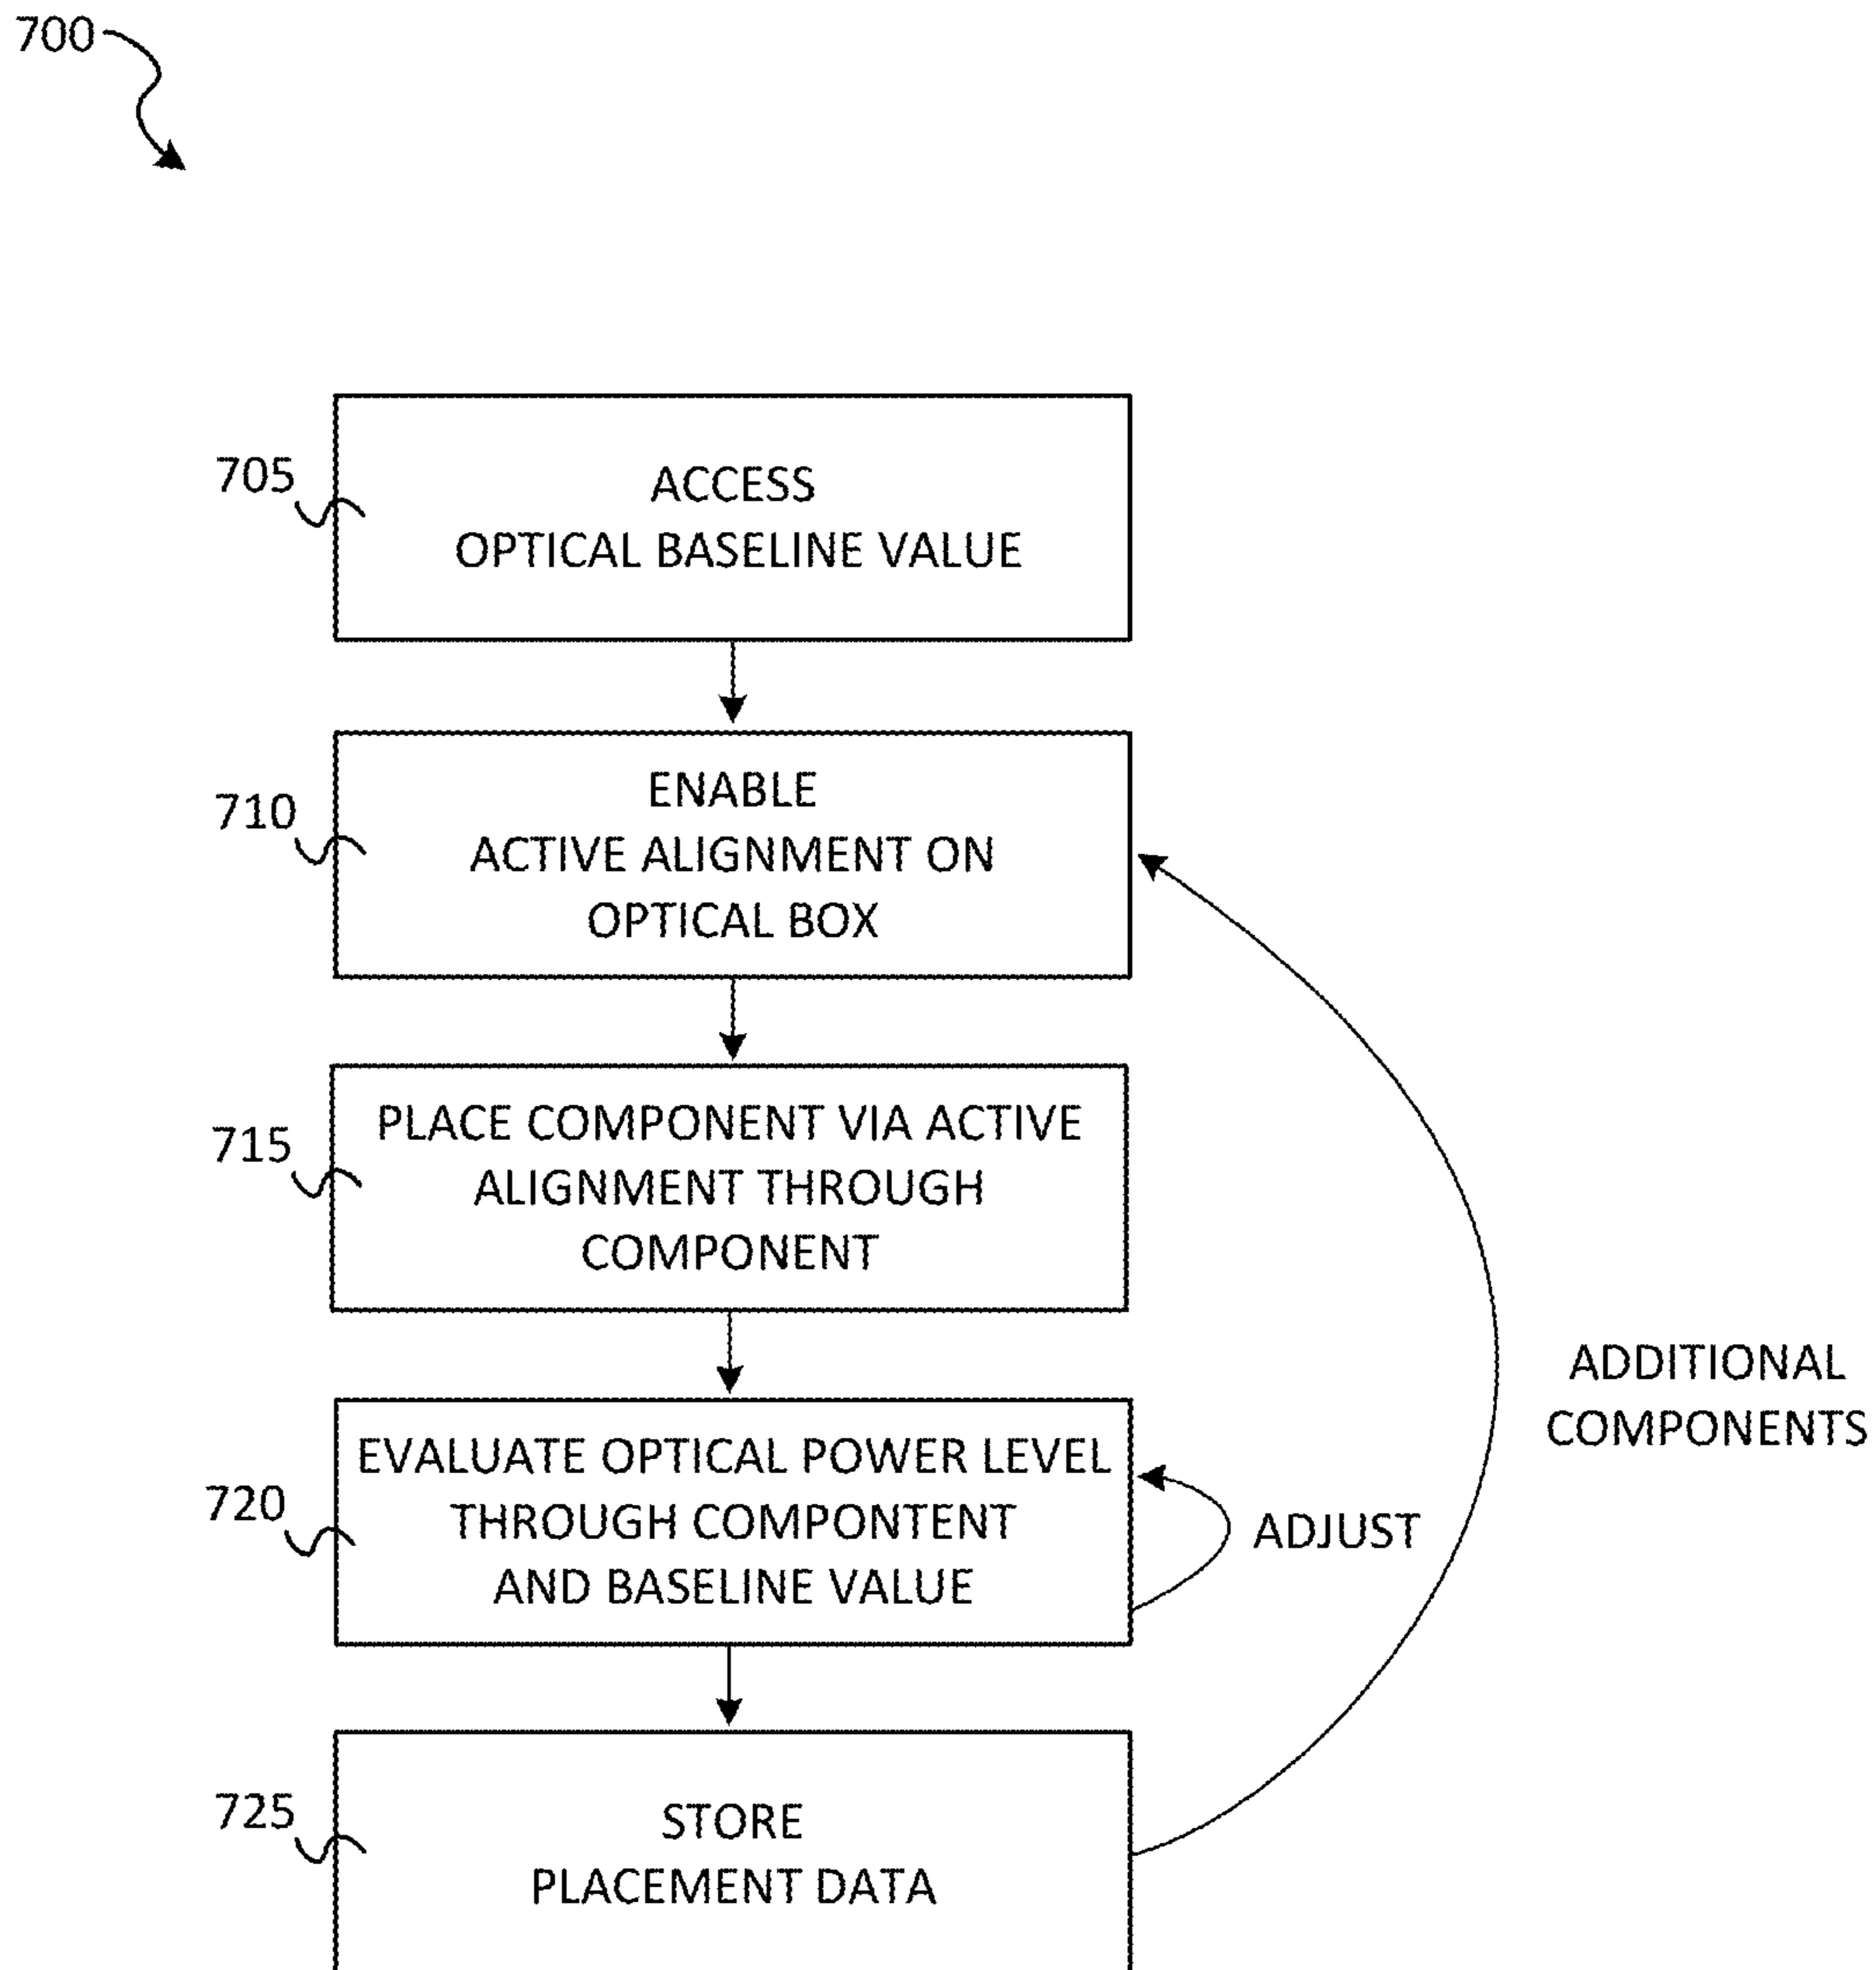 700
705
ACCESS
OPTICAL BASELINE VALUE
710
ENABLE
ACTIVE ALIGNMENT ON
OPTICAL BOX
715
PLACE COMPONENT VIA ACTIVE
ALIGNMENT THROUGH
COMPONENT
720
EVALUATE OPTICAL POWER LEVEL
THROUGH COMPONTENT
AND BASELINE VALUE
ADJUST
ADDITIONAL
COMPONENTS
725
STORE
PLACEMENT DATA